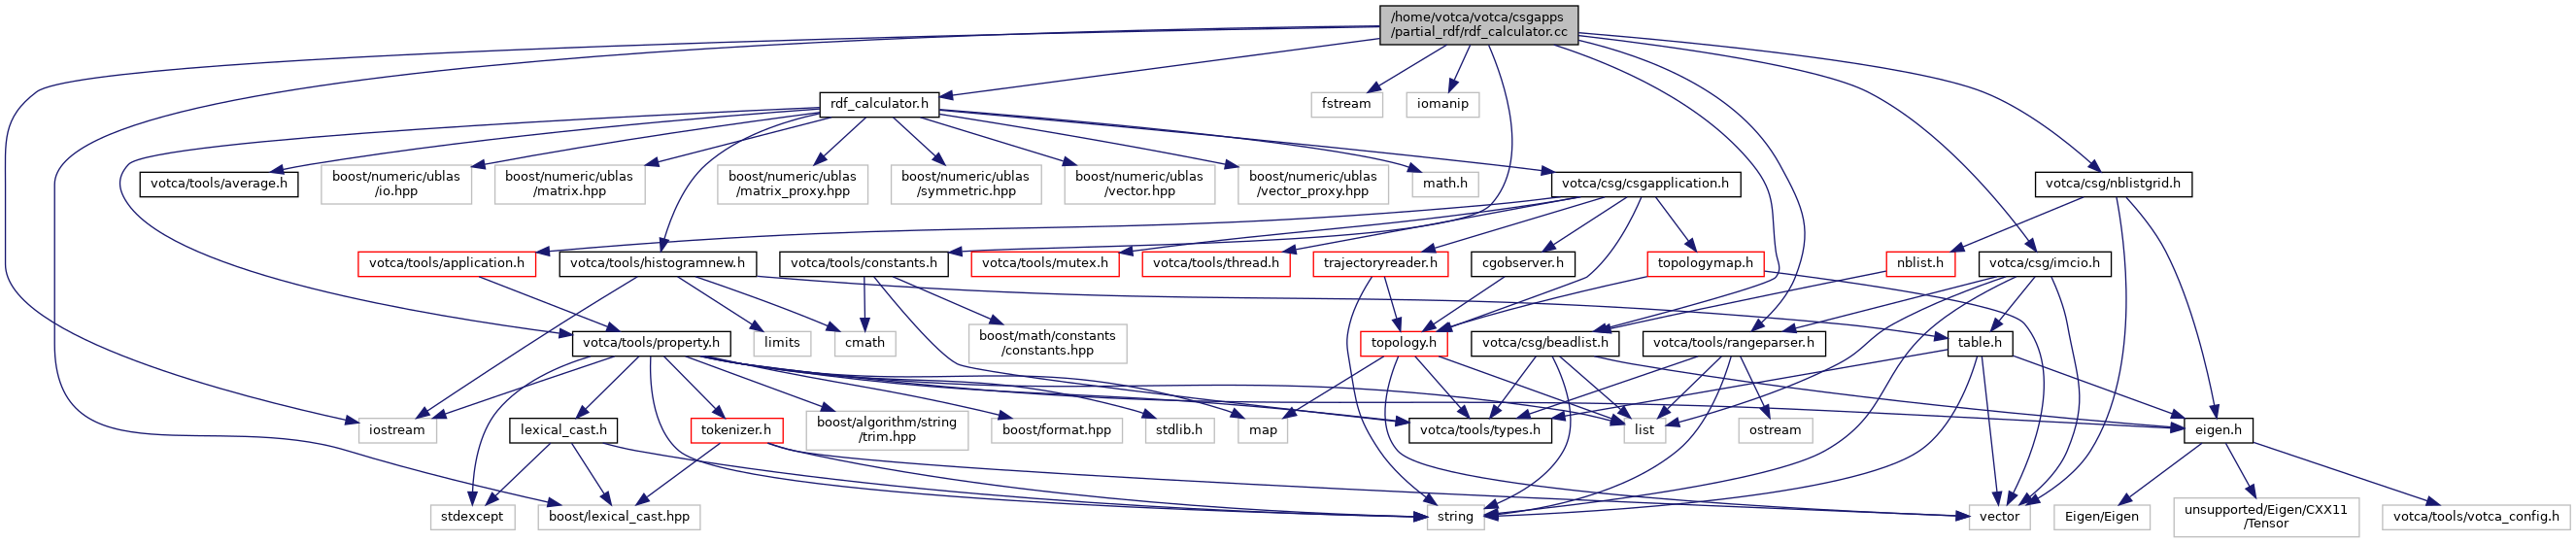 /home/votca/votca/csgapps
/partial_rdf/rdf_calculator.cc
rdf_calculator.h
fstream
iomanip
votca/tools/average.h
boost/numeric/ublas
/io.hpp
boost/numeric/ublas
/matrix.hpp
boost/numeric/ublas
/matrix_proxy.hpp
boost/numeric/ublas
/symmetric.hpp
boost/numeric/ublas
/vector.hpp
boost/numeric/ublas
/vector_proxy.hpp
math.h
votca/csg/csgapplication.h
votca/csg/nblistgrid.h
votca/tools/application.h
votca/tools/histogramnew.h
votca/tools/constants.h
votca/tools/mutex.h
votca/tools/thread.h
trajectoryreader.h
cgobserver.h
topologymap.h
nblist.h
votca/csg/imcio.h
votca/tools/property.h
limits
cmath
boost/math/constants
/constants.hpp
topology.h
votca/csg/beadlist.h
votca/tools/rangeparser.h
table.h
iostream
lexical_cast.h
tokenizer.h
boost/algorithm/string
/trim.hpp
boost/format.hpp
stdlib.h
map
votca/tools/types.h
list
ostream
eigen.h
stdexcept
boost/lexical_cast.hpp
string
vector
Eigen/Eigen
unsupported/Eigen/CXX11
/Tensor
votca/tools/votca_config.h